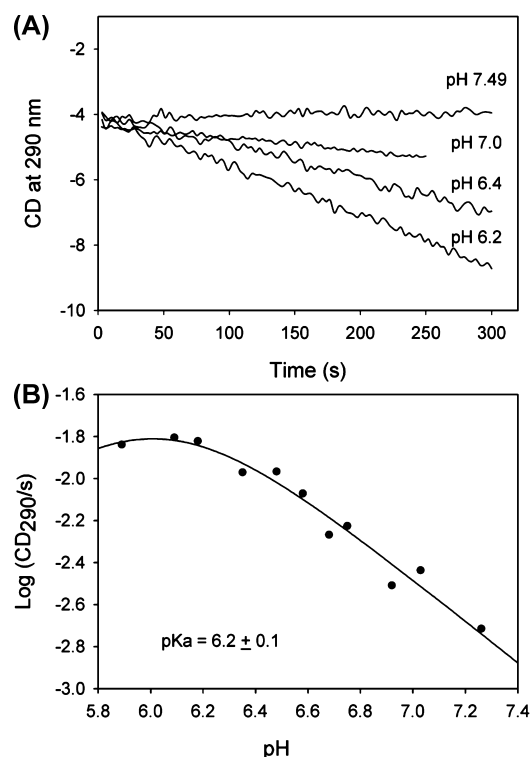 (A)
-2
-4
-6
-8
-10
CD at 290 nm
pH 7.49
pH 7.0
pH 6.4
pH 6.2
0 50 100 150 200 250 300
Time (s)
(B)
-1.6
-1.8
-2.0
-2.2
-2.4
-2.6
-2.8
-3.0
Log (CD290/s)
pKa = 6.2 ± 0.1
5.8 6.0 6.2 6.4 6.6 6.8 7.0 7.2 7.4
pH